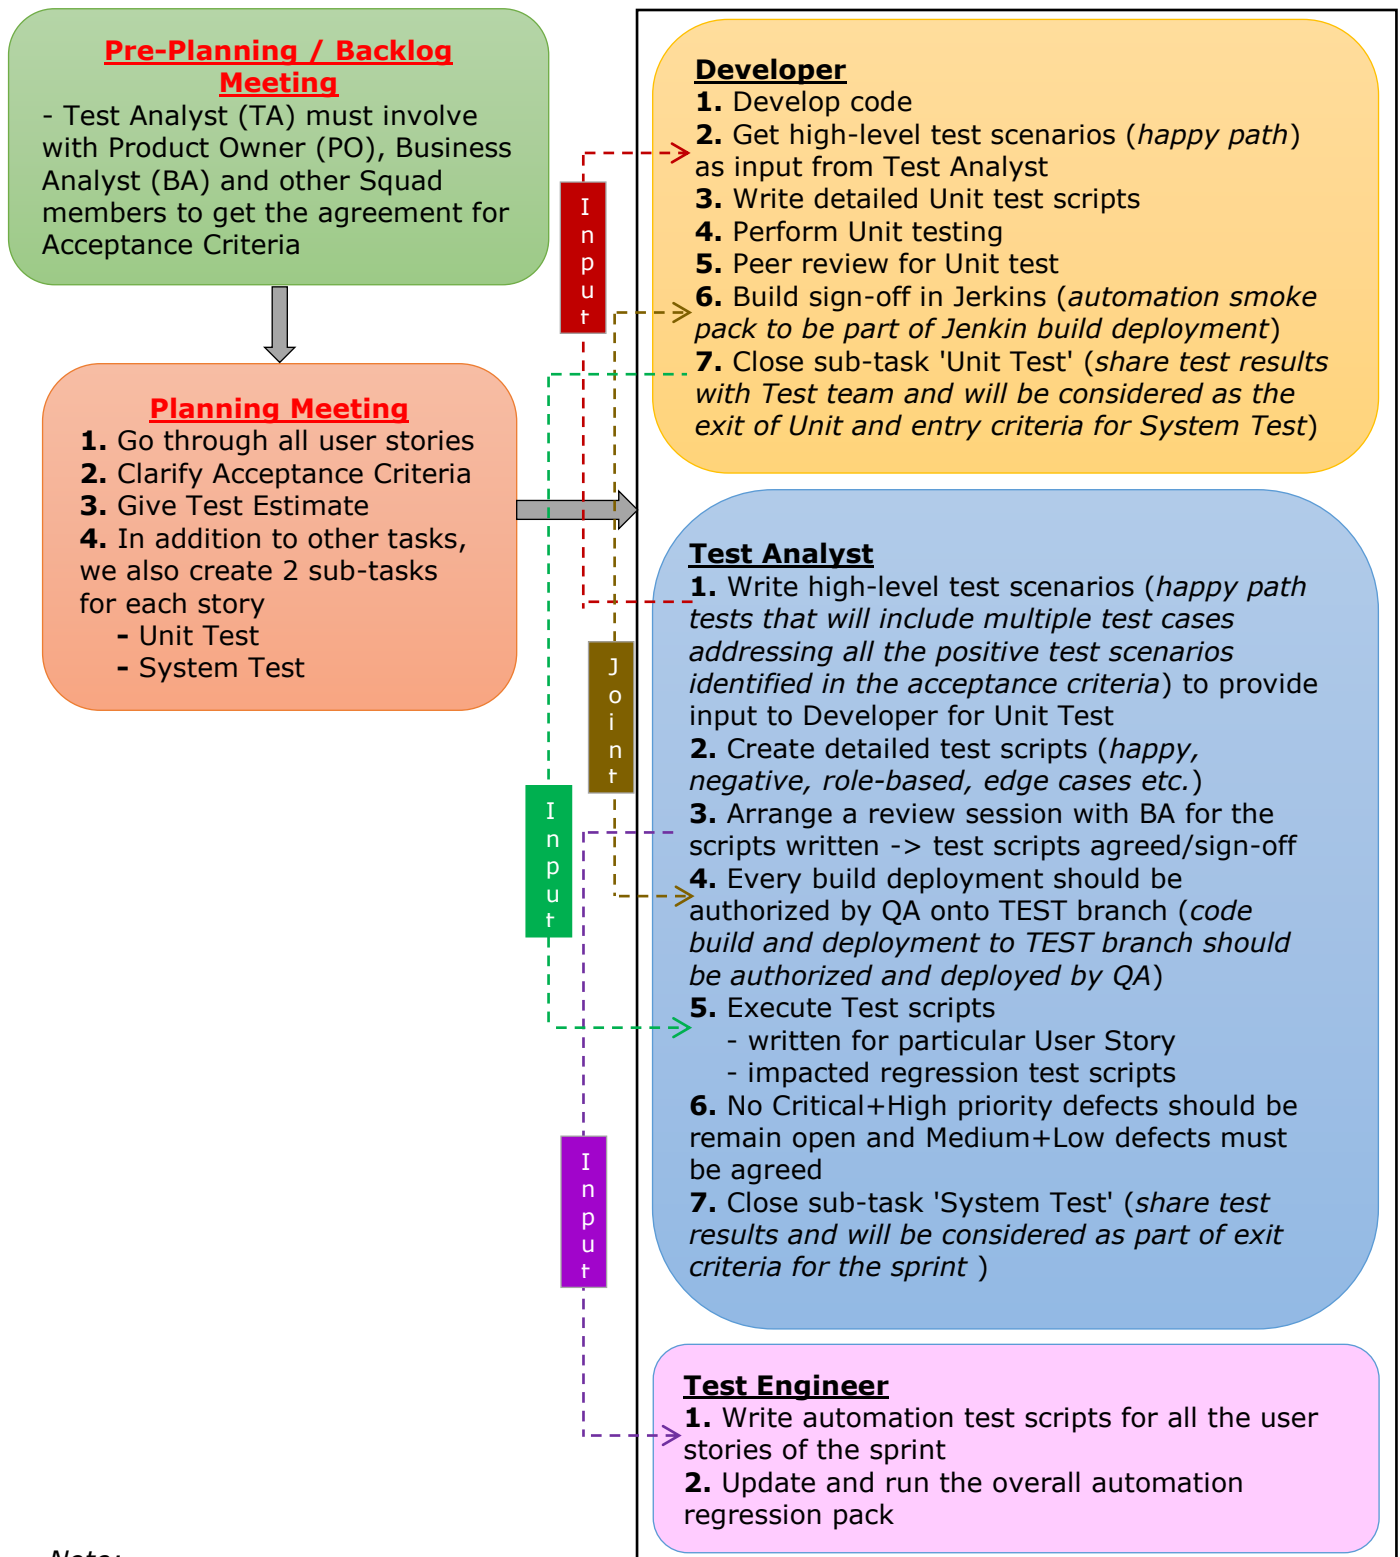 Pre-Planning / Backlog
Meeting
- Test Analyst (TA) must involve
with Product Owner (PO), Business
Analyst (BA) and other Squad
members to get the agreement for
Acceptance Criteria
Planning Meeting
1. Go through all user stories
2. Clarify Acceptance Criteria
3. Give Test Estimate
4. In addition to other tasks,
we also create 2 sub-tasks
for each story
- Unit Test
- System Test
Input
Joint
Input
Input
Developer
1. Develop code
2. Get high-level test scenarios (happy path)
as input from Test Analyst
3. Write detailed Unit test scripts
4. Perform Unit testing
5. Peer review for Unit test
6. Build sign-off in Jerkins (automation smoke
pack to be part of Jenkin build deployment)
7. Close sub-task 'Unit Test' (share test results
with Test team and will be considered as the
exit of Unit and entry criteria for System Test)
Test Analyst
1. Write high-level test scenarios (happy path
tests that will include multiple test cases
addressing all the positive test scenarios
identified in the acceptance criteria) to provide
input to Developer for Unit Test
2. Create detailed test scripts (happy,
negative, role-based, edge cases etc.)
3. Arrange a review session with BA for the
scripts written -> test scripts agreed/sign-off
4. Every build deployment should be
authorized by QA onto TEST branch (code
build and deployment to TEST branch should
be authorized and deployed by QA)
5. Execute Test scripts
- written for particular User Story
- impacted regression test scripts
6. No Critical+High priority defects should be
remain open and Medium+Low defects must
be agreed
7. Close sub-task 'System Test' (share test
results and will be considered as part of exit
criteria for the sprint )
Test Engineer
1. Write automation test scripts for all the user
stories of the sprint
2. Update and run the overall automation
regression pack
Note: